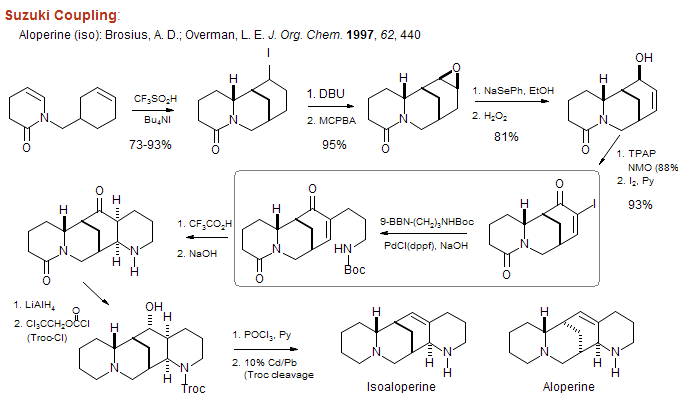 Suzuki Coupling:
Aloperine (iso): Brosius, A. D.; Overman, L. E. J. Org. Chem. 1997, 62, 440
N
O
CF3SO2H
Bu4NI
73-93%
I
H
N
O
1. DBU
2. MCPBA
95%
O
H
N
O
1. NaSePh, EtOH
2. H2O2
81%
OH
H
N
O
1. TPAP
NMO (88%
2. I2, Py
93%
O
H
I
N
O
9-BBN-(CH2)3NHBoc
PdCl(dppf), NaOH
O
H
N
HN
Boc
O
1. CF3CO2H
2. NaOH
O
H
H
N
N
H
H
O
1. LiAlH4
O
2. Cl3CCH2OCCl
(Troc-Cl)
OH
H
H
N
N
H
Troc
1. POCl3, Py
2. 10% Cd/Pb
(Troc cleavage
H
N
H
N
H
Isoaloperine
H
N
H
N
H
Aloperine